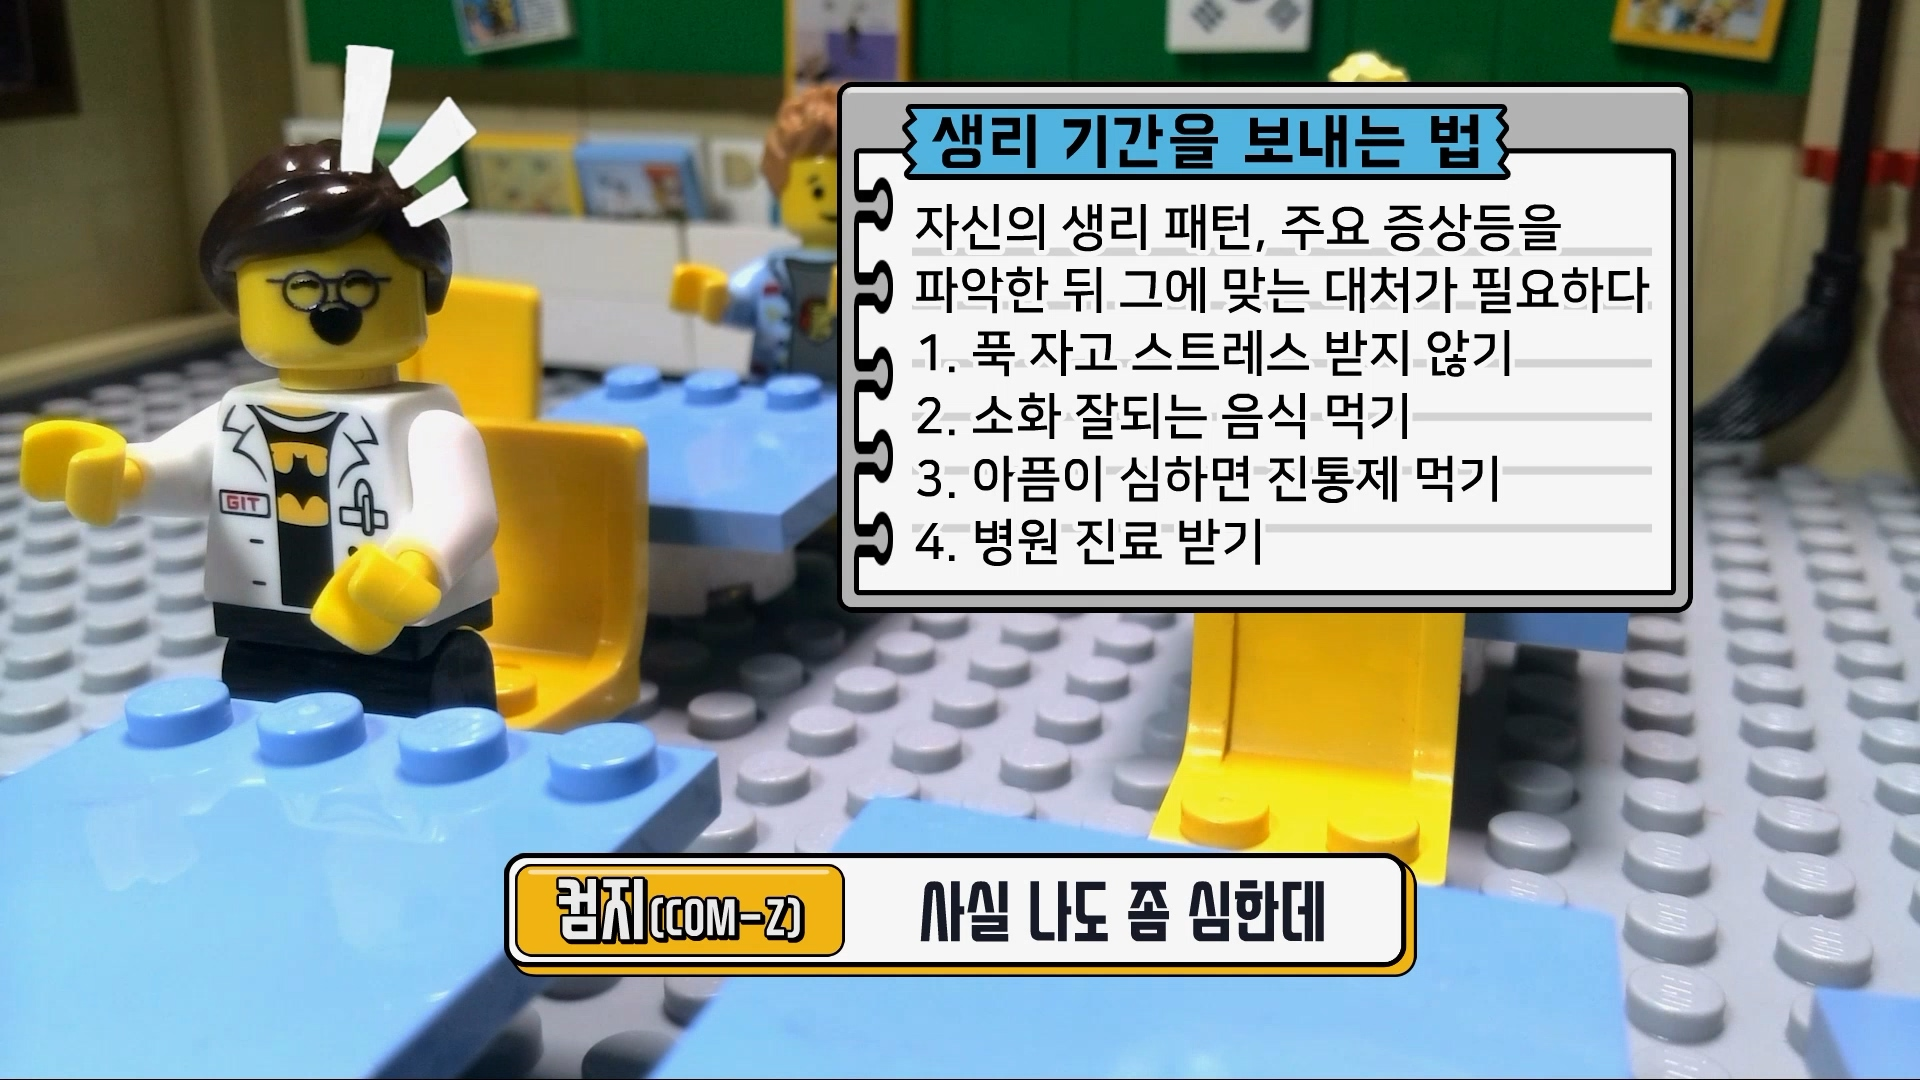 생리 기간을 보내는 법
자신의 생리 패턴, 주요 증상등을
파악한 뒤 그에 맞는 대처가 필요하다
1. 푹 자고 스트레스 받지 않기
2. 소화 잘되는 음식 먹기
3. 아픔이 심하면 진통제 먹기
4. 병원 진료 받기
GIT
컴지(COM-Z) 사실 나도 좀 심한데